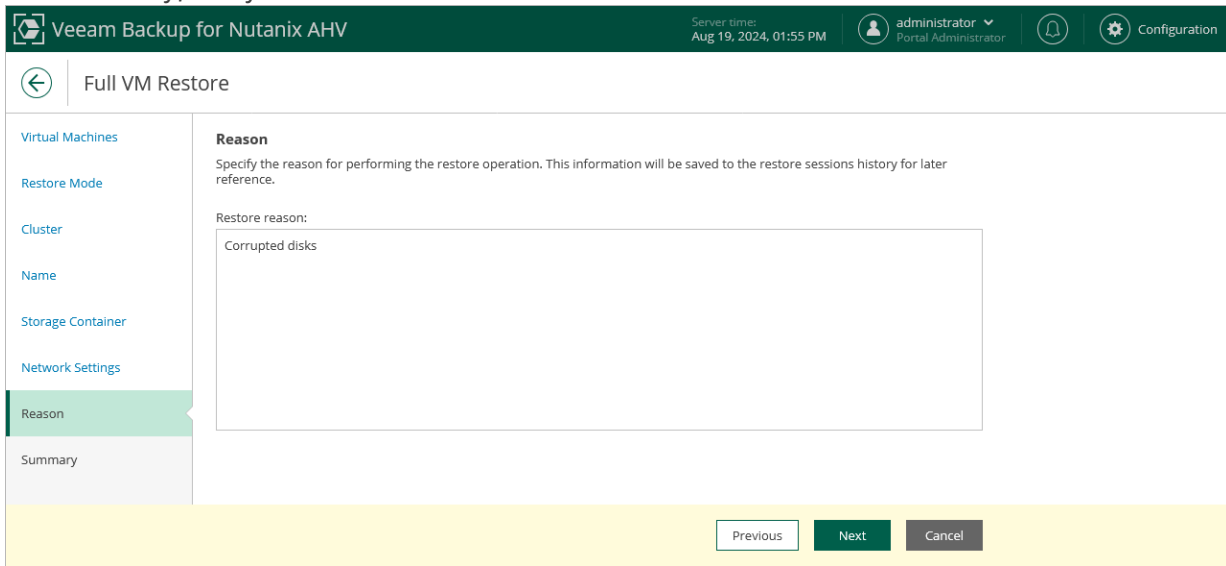 Veeam Backup for Nutanix AHV
Server time:
Aug 19, 2024, 01:55 PM
administrator
Portal Administrator
Configuration
Full VM Restore
Virtual Machines
Restore Mode
Cluster
Name
Storage Container
Network Settings
Reason
Summary
Reason
Specify the reason for performing the restore operation. This information will be saved to the restore sessions history for later
reference.
Restore reason:
Corrupted disks
Previous
Next
Cancel